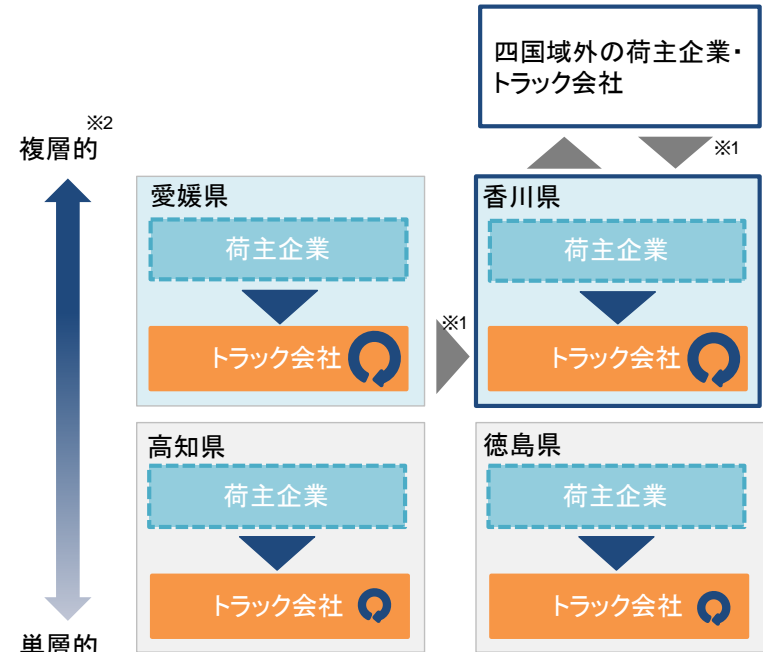 四国域外の荷主企業・
トラック会社
※2
複層的
※1
愛媛県
香川県
荷主企業
荷主企業
※1
トラック会社
トラック会社
高知県
徳島県
荷主企業
荷主企業
トラック会社
トラック会社
単層的